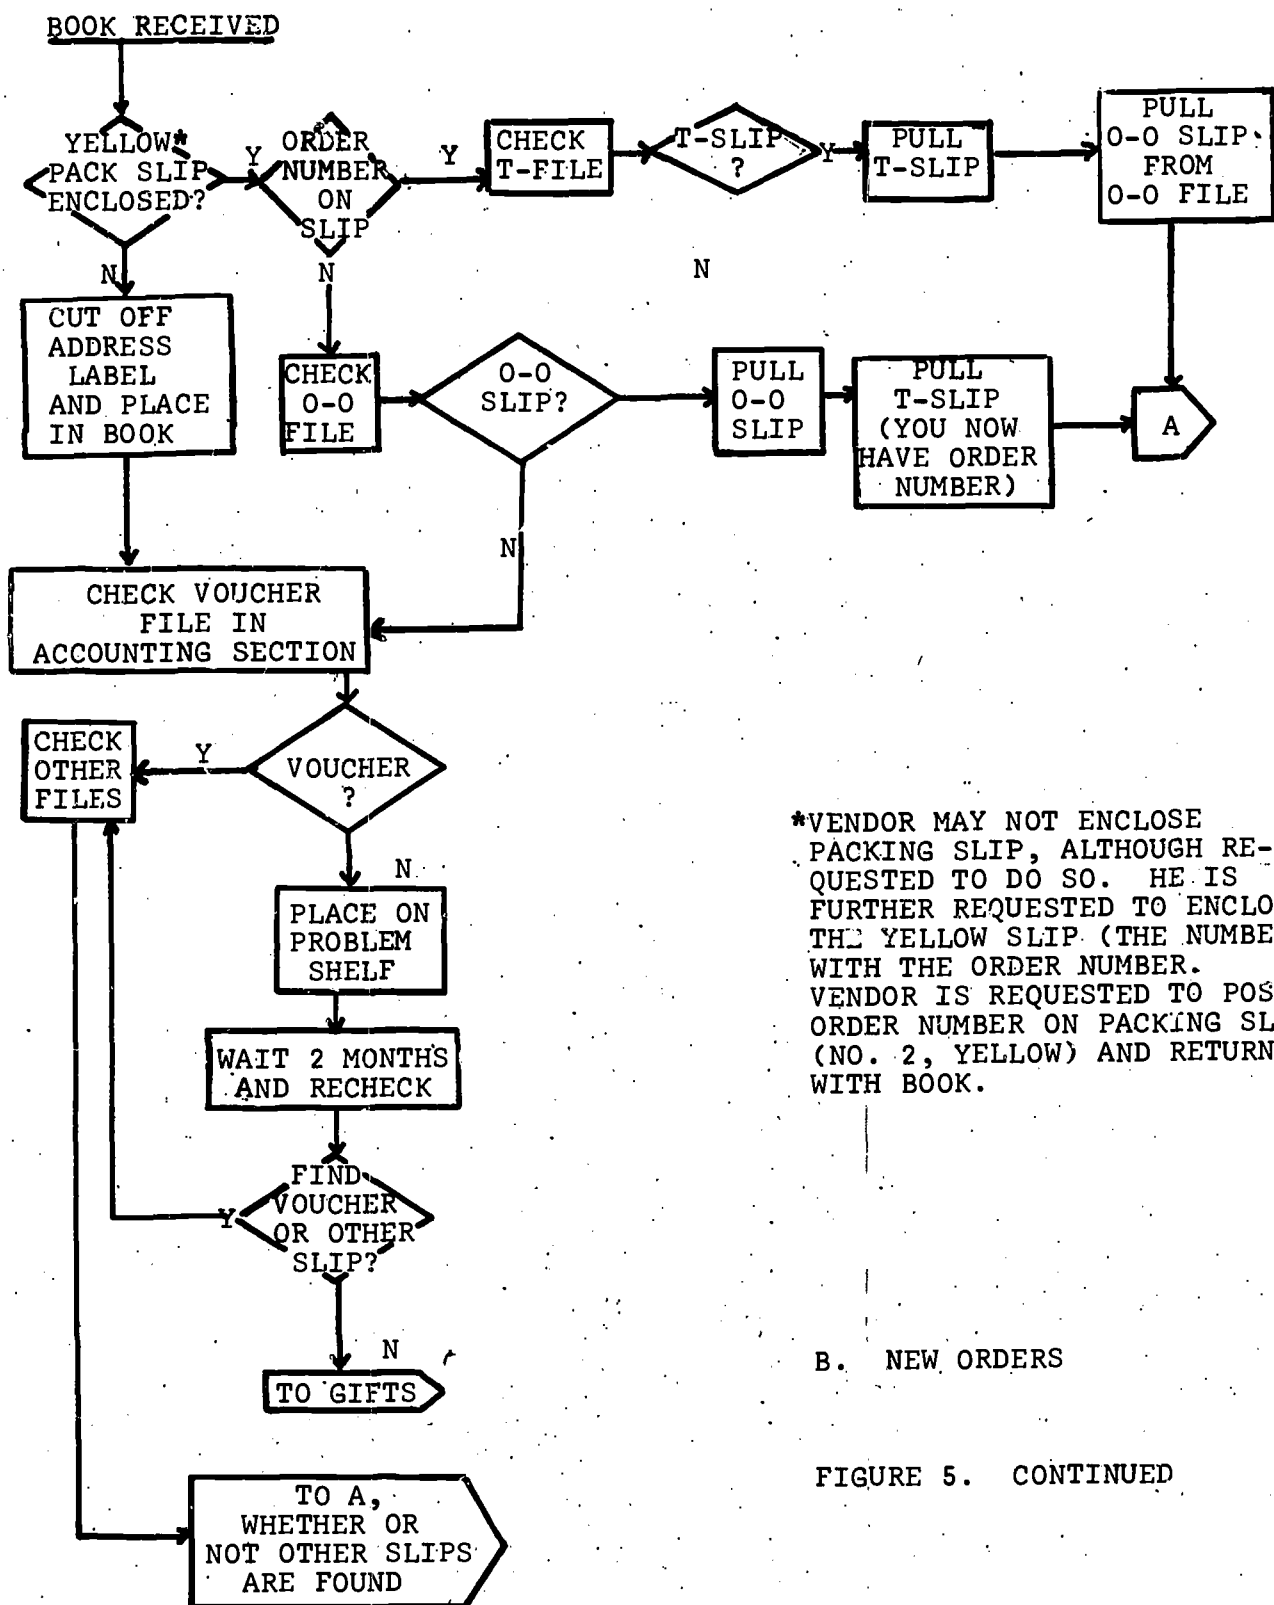 BOOK RECEIVED
YELLOW*
PACK SLIP
ENCLOSED?
Y
ORDER
NUMBER
ON
SLIP
Y
CHECK
T-FILE
T-SLIP
?
Y
PULL
T-SLIP
PULL
O-O SLIP
FROM
O-O FILE
N
N
N
CUT OFF
ADDRESS
LABEL
AND PLACE
IN BOOK
CHECK
O-O
FILE
O-O
SLIP?
PULL
O-O
SLIP
PULL
T-SLIP
(YOU NOW
HAVE ORDER
NUMBER)
A
N
CHECK VOUCHER
FILE IN
ACCOUNTING SECTION
CHECK
OTHER
FILES
Y
VOUCHER
?
N
PLACE ON
PROBLEM
SHELF
WAIT 2 MONTHS
AND RECHECK
FIND
VOUCHER
OR OTHER
SLIP?
Y
N
TO GIFTS
TO A,
WHETHER OR
NOT OTHER SLIPS
ARE FOUND
*VENDOR MAY NOT ENCLOSE
PACKING SLIP, ALTHOUGH RE-
QUESTED TO DO SO. HE IS
FURTHER REQUESTED TO ENCLO
THE YELLOW SLIP (THE NUMBE
WITH THE ORDER NUMBER.
VENDOR IS REQUESTED TO POS
ORDER NUMBER ON PACKING SL
(NO. 2, YELLOW) AND RETURN
WITH BOOK.
B. NEW ORDERS
FIGURE 5. CONTINUED